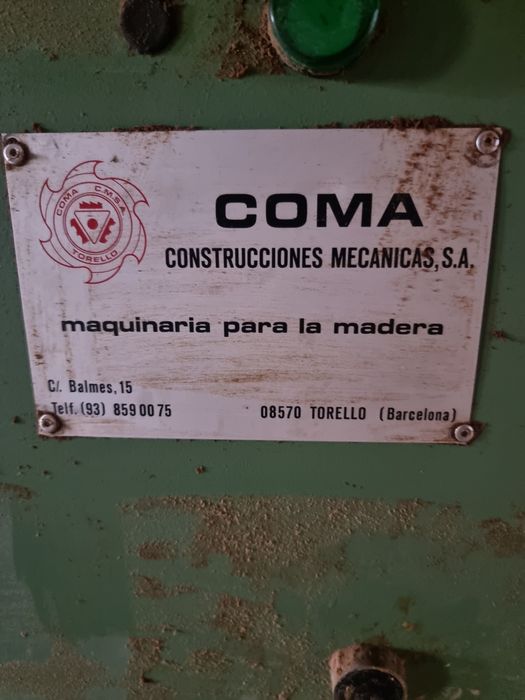 COMA C.M.S.A.
TORELLO
COMA
CONSTRUCCIONES MECANICAS, S.A.
maquinaria para la madera
C/. Balmes, 15
Telf. (93) 859 00 75
08570 TORELLO (Barcelona)